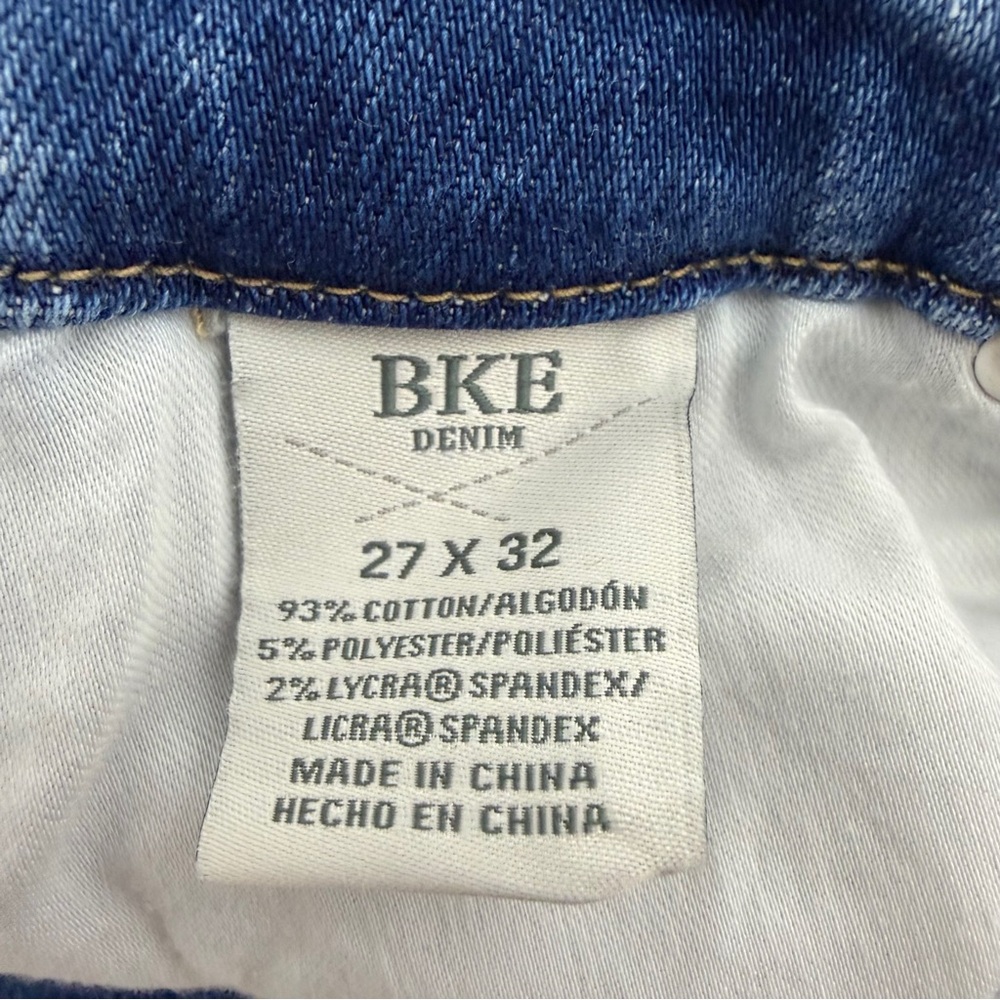 BKE
DENIM
27 X 32
93% COTTON/ALGODÓN
5% POLYESTER/POLIÉSTER
2% LYCRA® SPANDEX/
LICRA® SPANDEX
MADE IN CHINA
HECHO EN CHINA